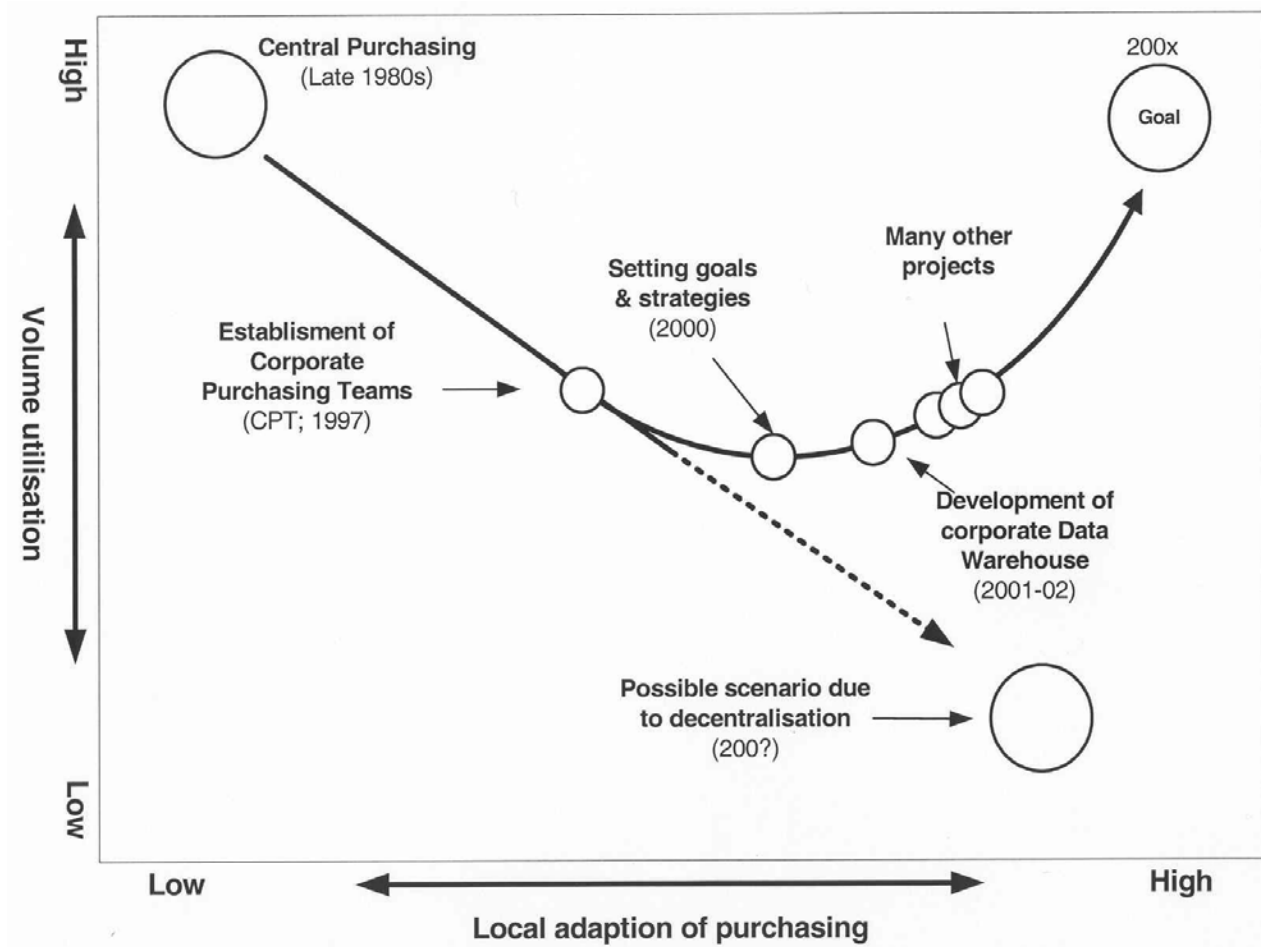 High
Central Purchasing
(Late 1980s)
200x
Goal
Many other
projects
Setting goals
& strategies
(2000)
Establisment of
Corporate
Purchasing Teams
(CPT; 1997)
Volume utilisation
Development of
corporate Data
Warehouse
(2001-02)
Possible scenario due
to decentralisation
(200?)
Low
Low
High
Local adaption of purchasing